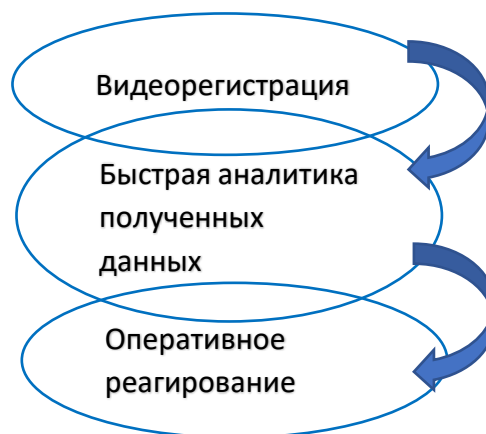 Видеорегистрация
Быстрая аналитика
полученных
данных
Оперативное
реагирование